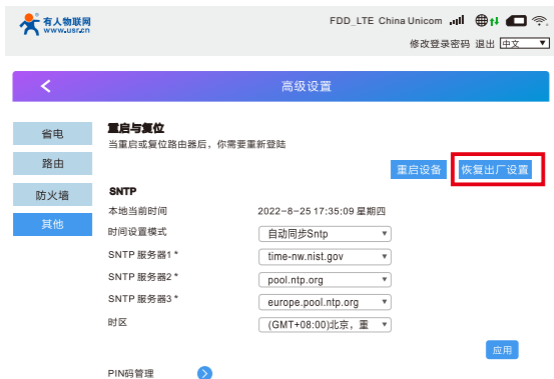 有人物联网
www.usr.cn
FDD_LTE China Unicom
修改登录密码 退出 中文
高级设置
省电
路由
防火墙
其他
重启与复位
当重启或复位路由器后，你需要重新登陆
重启设备 恢复出厂设置
SNTP
本地当前时间 2022-8-25 17:35:09 星期四
时间设置模式 自动同步Sntp
SNTP 服务器1 * time-nw.nist.gov
SNTP 服务器2 * pool.ntp.org
SNTP 服务器3 * europe.pool.ntp.org
时区 (GMT+08:00)北京，重
应用
PIN码管理